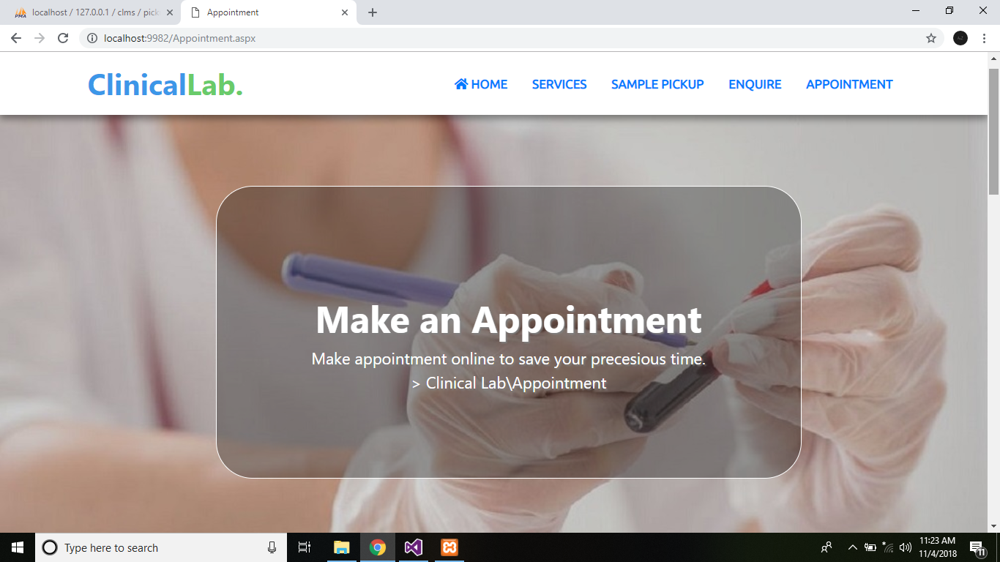 localhost / 127.0.0.1 / clms / pick
Appointment
localhost:9982/Appointment.aspx
ClinicalLab.
HOME SERVICES SAMPLE PICKUP ENQUIRE APPOINTMENT
Make an Appointment
Make appointment online to save your precesious time.
> Clinical Lab\Appointment
Type here to search
11:23 AM
11/4/2018
11